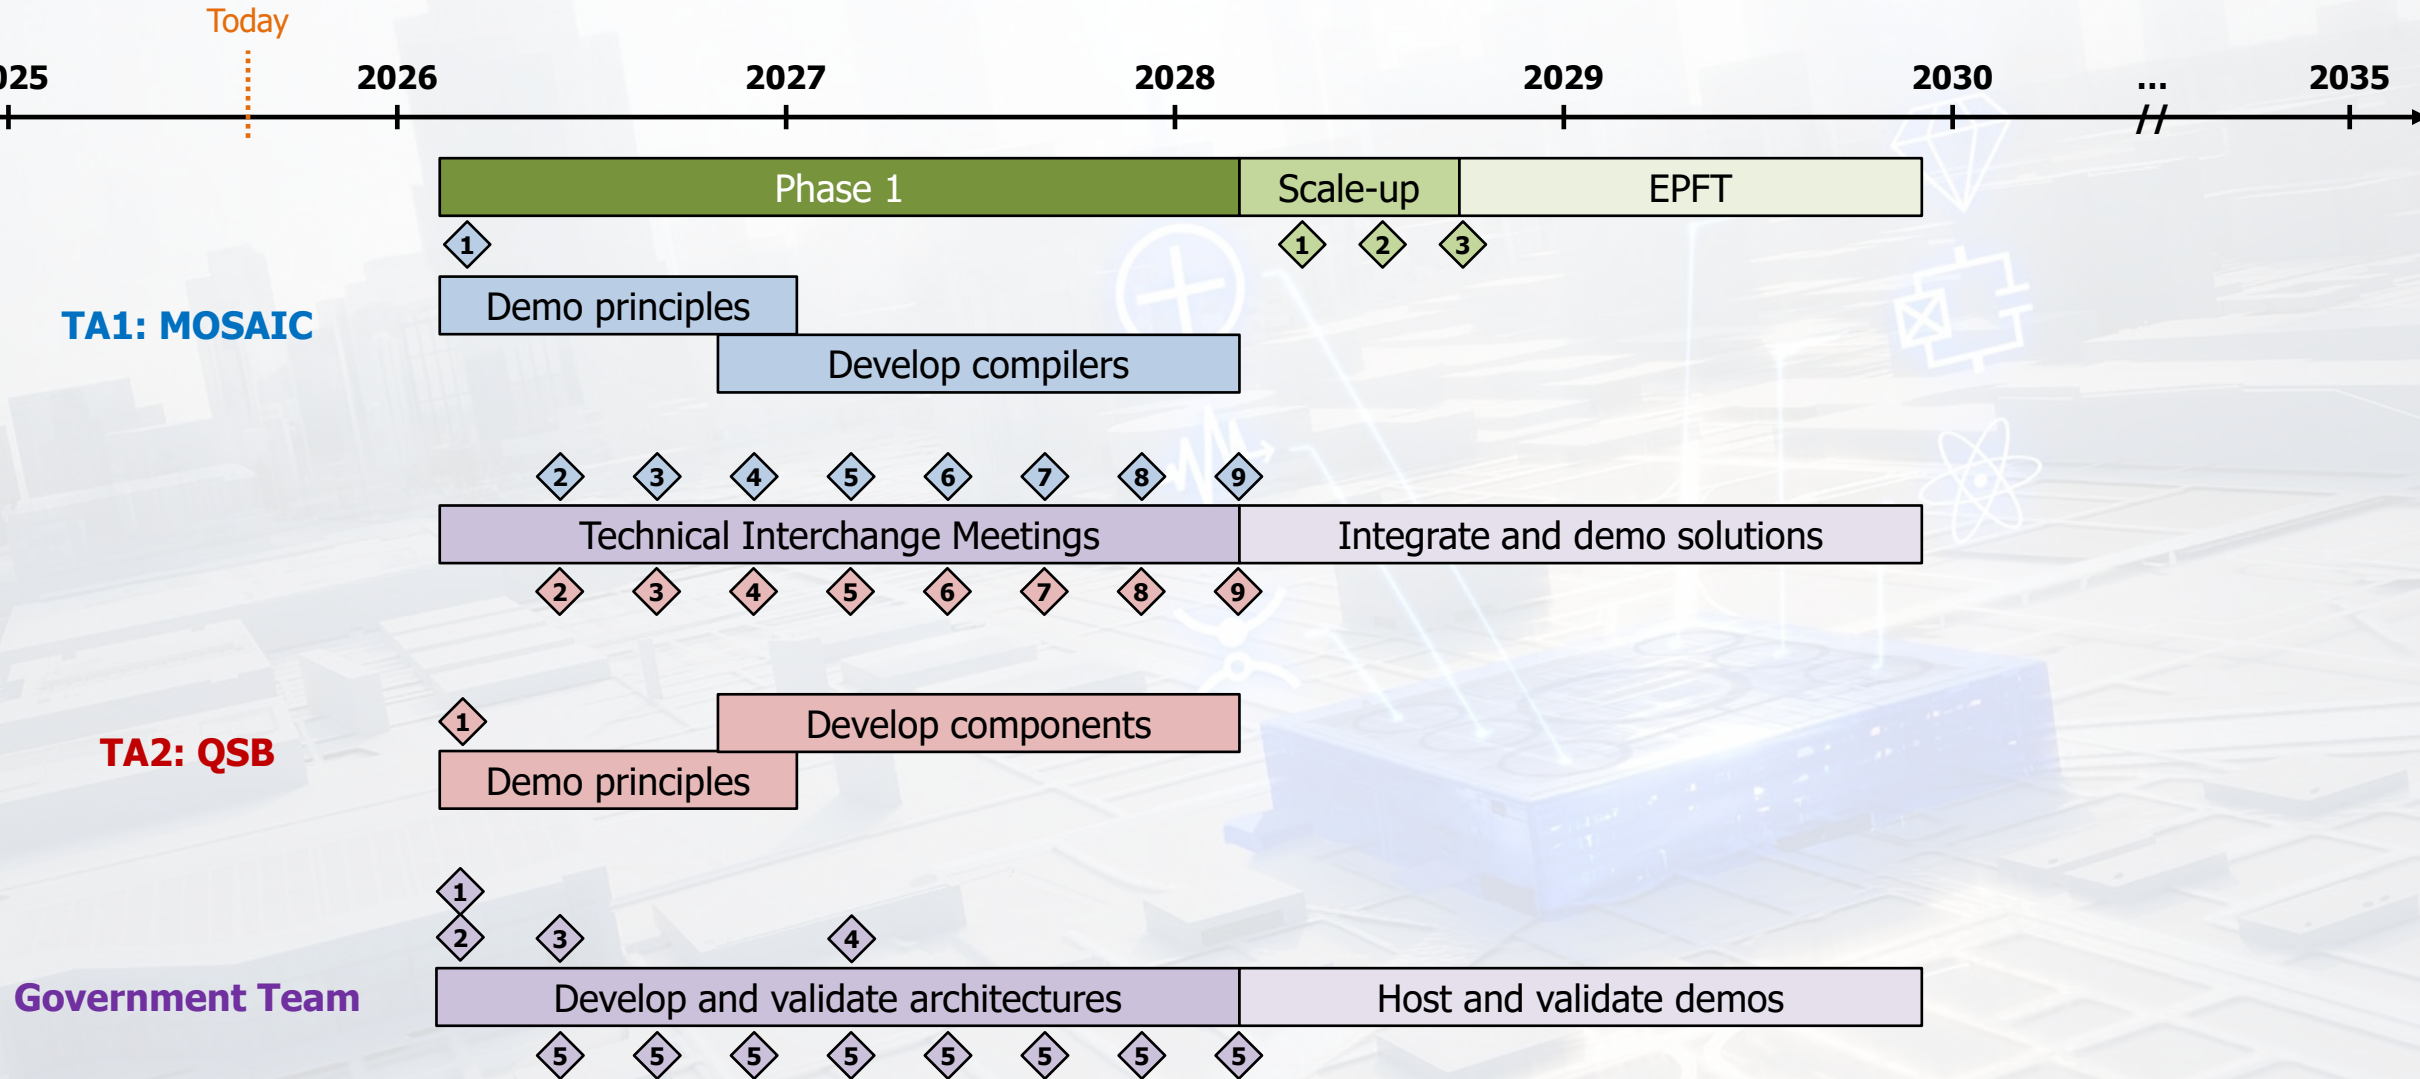 Today
025 2026 2027 2028 2029 2030 ... 2035
//
Phase 1 Scale-up EPFT
1 1 2 3
Demo principles
TA1: MOSAIC
Develop compilers
2 3 4 5 6 7 8 9
Technical Interchange Meetings Integrate and demo solutions
2 3 4 5 6 7 8 9
1 Develop components
TA2: QSB
Demo principles
1
2 3 4
Government Team Develop and validate architectures Host and validate demos
5 5 5 5 5 5 5 5